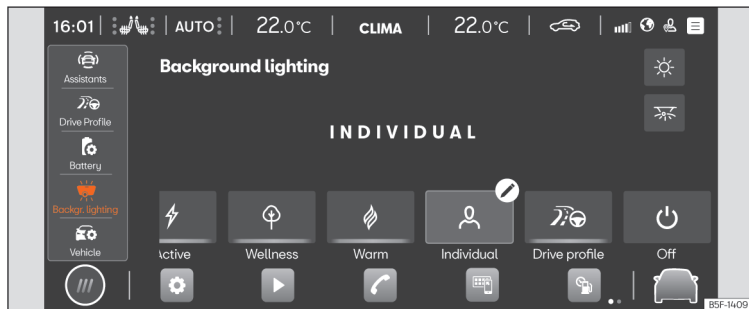 16:01 AUTO 22.0°C CLIMA 22.0°C
Assistants
Background lighting
Drive Profile
INDIVIDUAL
Battery
Backgr. lighting
Vehicle
Active Wellness Warm Individual Drive profile Off
B5F-1409